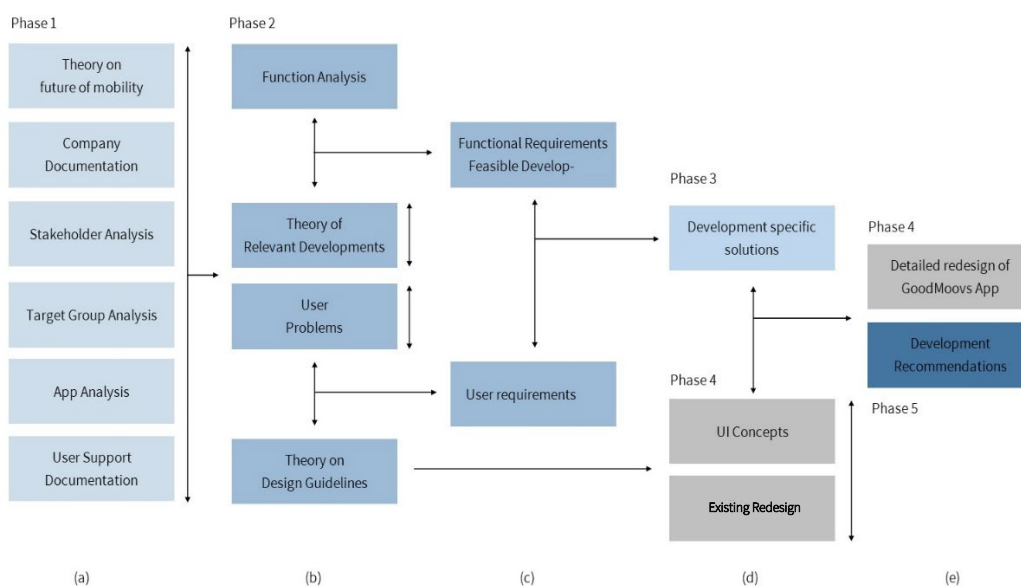 Phase 1
Theory on
future of mobility
Company
Documentation
Stakeholder Analysis
Target Group Analysis
App Analysis
User Support
Documentation
(a)
Phase 2
Function Analysis
Theory of
Relevant Developments
User
Problems
Theory on
Design Guidelines
(b)
Functional Requirements
Feasible Develop-
User requirements
(c)
Phase 3
Development specific
solutions
Phase 4
UI Concepts
Existing Redesign
(d)
Phase 4
Detailed redesign of
GoodMoovs App
Development
Recommendations
Phase 5
(e)